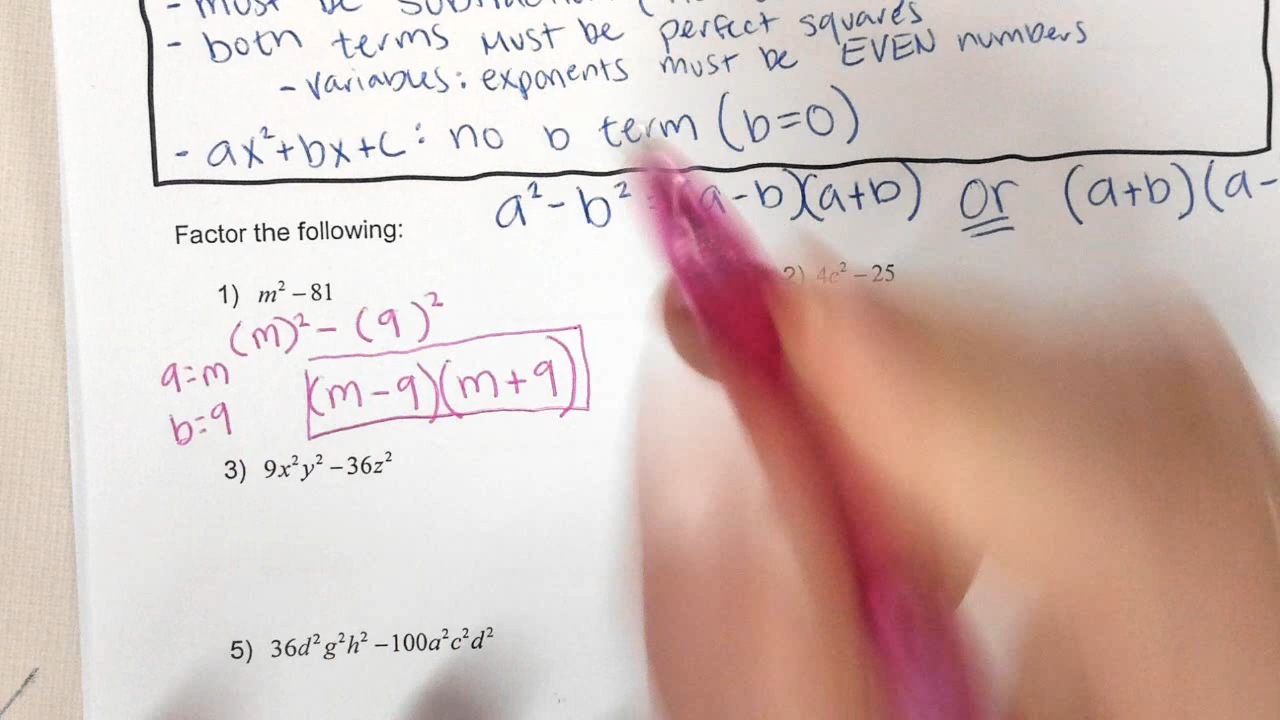 - must be
- both terms must be perfect squares
- variables: exponents must be EVEN numbers
- ax²+bx+c: no b term (b=0)
a²-b² = (a-b)(a+b) or (a+b)(a-
Factor the following:
1) m² – 81
2) 4c² – 25
(m)² - (9)²
a=m
(m-9)(m+9)
b=9
3) 9x²y² – 36z²
5) 36d²g²h² – 100a²c²d²